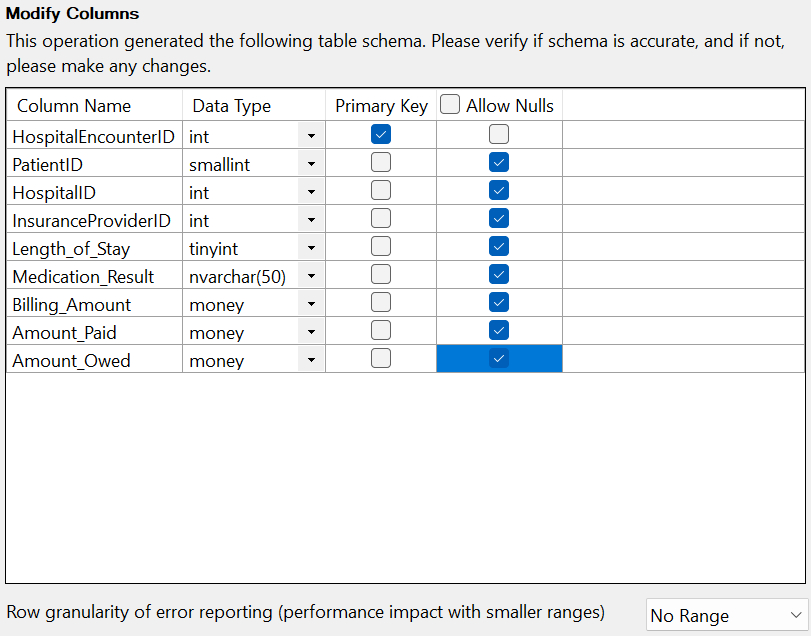 Modify Columns
This operation generated the following table schema. Please verify if schema is accurate, and if not,
please make any changes.
Column Name Data Type Primary Key Allow Nulls
HospitalEncounterID int
PatientID smallint
HospitalID int
InsuranceProviderID int
Length_of_Stay tinyint
Medication_Result nvarchar(50)
Billing_Amount money
Amount_Paid money
Amount_Owed money
Row granularity of error reporting (performance impact with smaller ranges) No Range